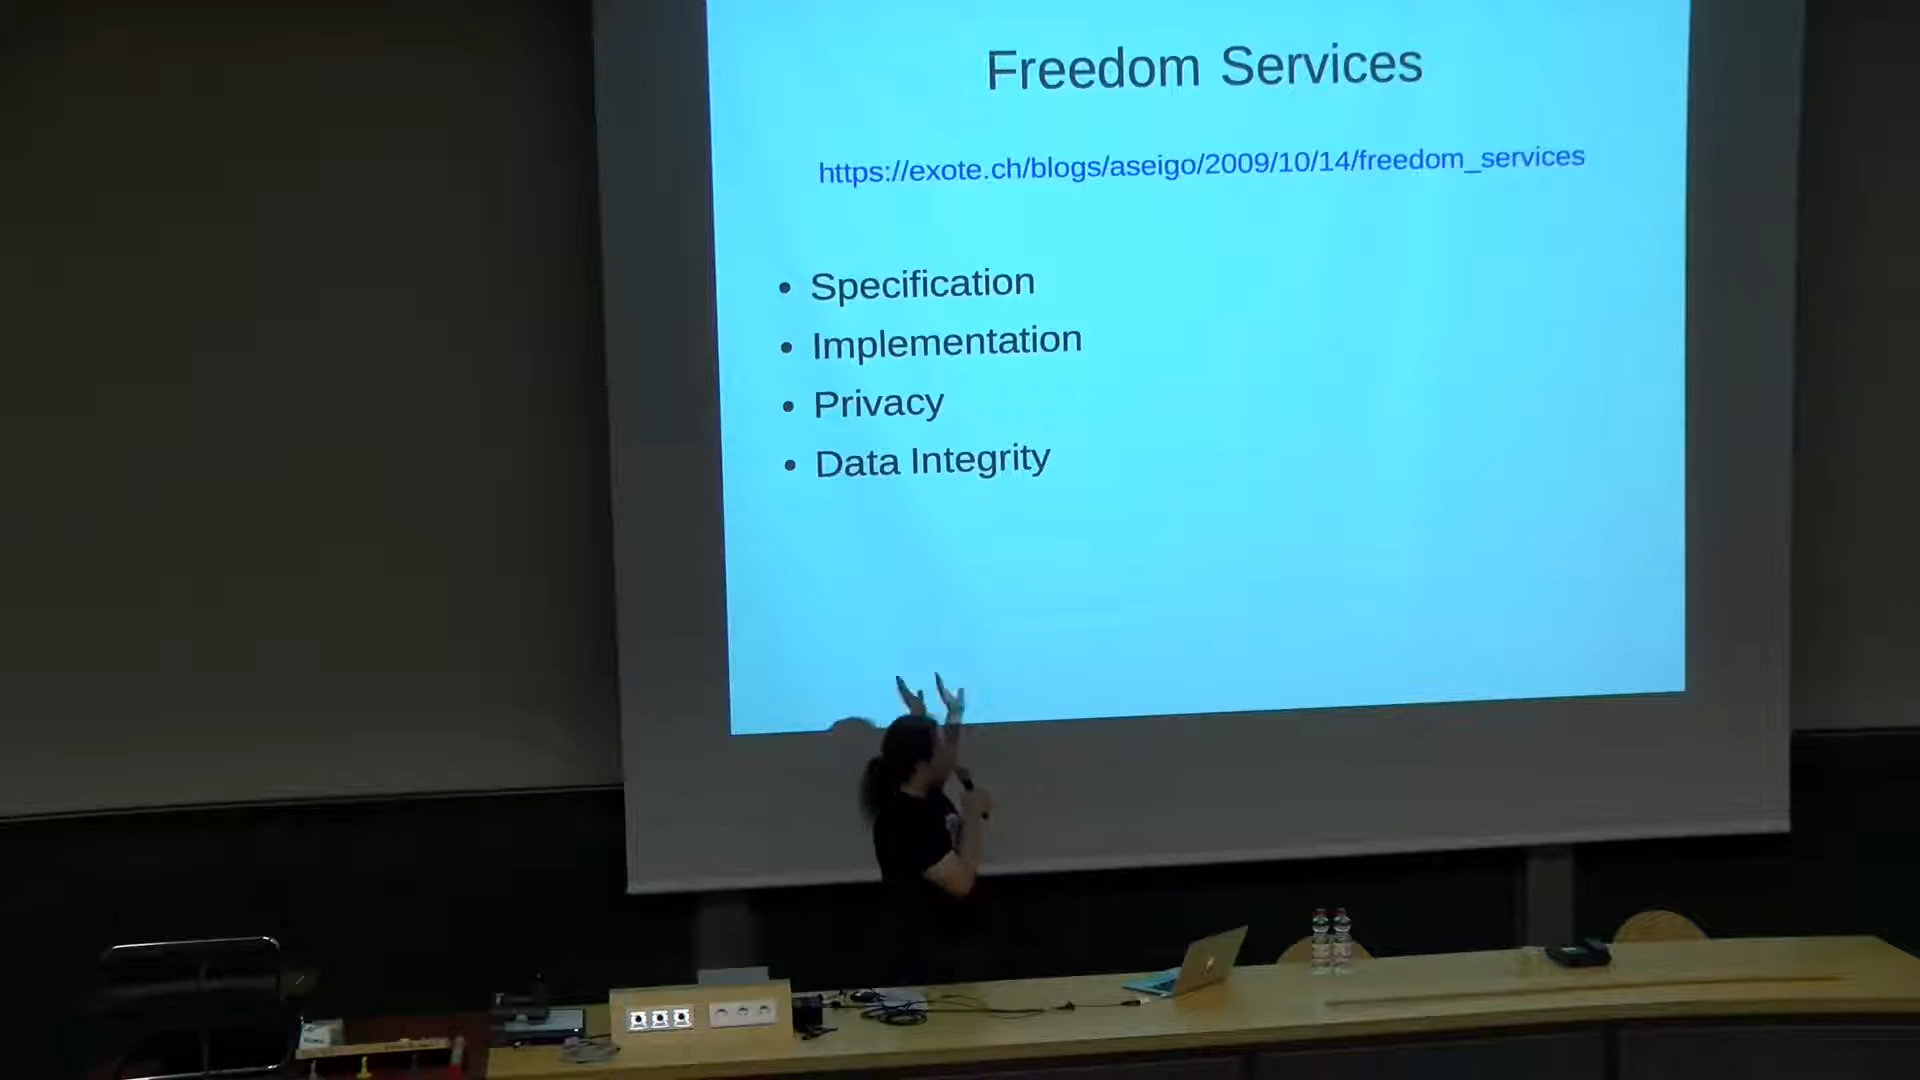 Freedom Services
https://exote.ch/blogs/aseigo/2009/10/14/freedom_services
• Specification
• Implementation
• Privacy
• Data Integrity